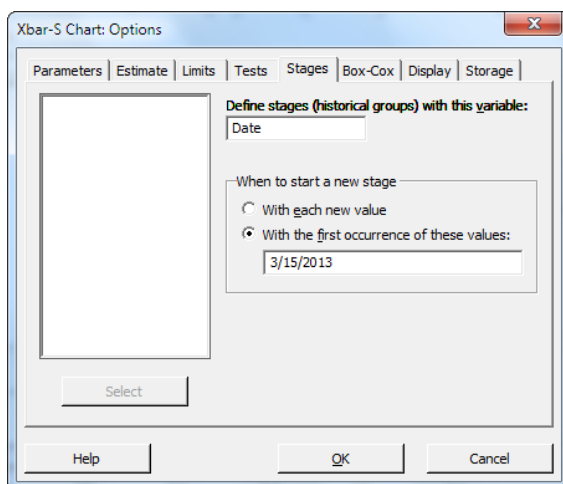 Xbar-S Chart: Options
Parameters Estimate Limits Tests Stages Box-Cox Display Storage
Define stages (historical groups) with this variable:
Date
When to start a new stage
With each new value
With the first occurrence of these values:
3/15/2013
Select
Help OK Cancel